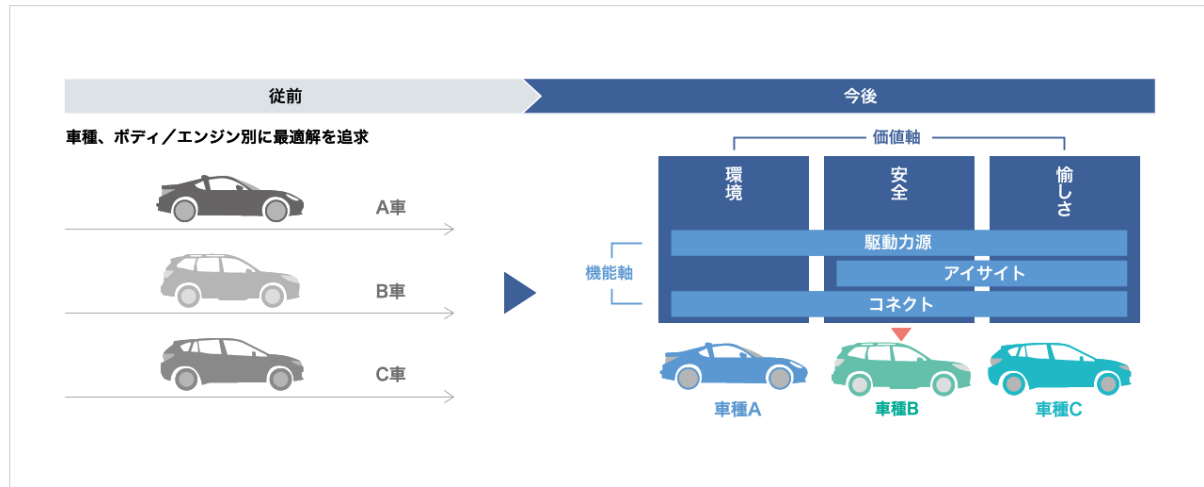 従前
今後
車種、ボディ／エンジン別に最適解を追求
A車
B車
C車
価値軸
環境
安全
愉しさ
機能軸
駆動力源
アイサイト
コネクト
車種A
車種B
車種C